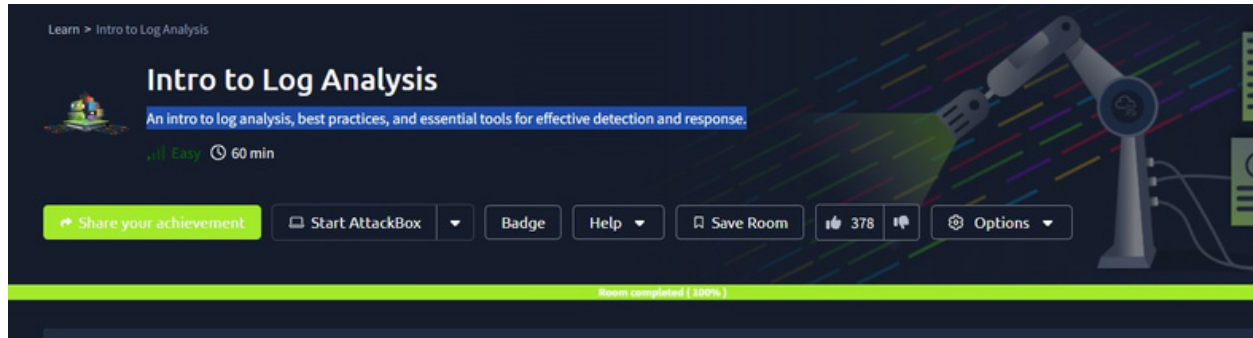 Learn > Intro to Log Analysis
Intro to Log Analysis
An intro to log analysis, best practices, and essential tools for effective detection and response.
Easy 60 min
Share your achievement Start AttackBox Badge Help Save Room 378 Options
Room completed ( 100% )